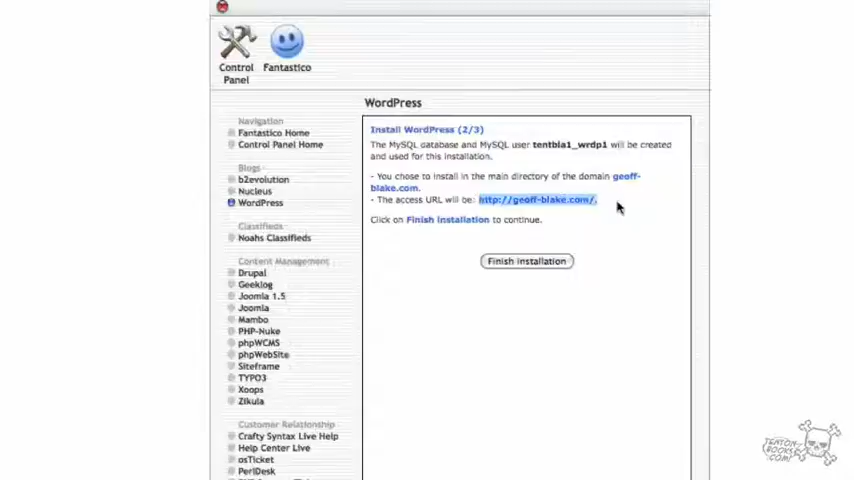 Control
Panel
Fantastico
WordPress
Navigation
Fantastico Home
Control Panel Home
Blogs
b2evolution
Nucleus
WordPress
Classifieds
Noahs Classifieds
Content Management
Drupal
Geeklog
Joomla 1.5
Joomla
Mambo
PHP-Nuke
phpWCMS
phpWebSite
Siteframe
TYPO3
Xoops
Zikula
Customer Relationship
Crafty Syntax Live Help
Help Center Live
osTicket
PerlDesk
Install WordPress (2/3)
The MySQL database and MySQL user tentbla1_wrdp1 will be created
and used for this installation.
- You chose to install in the main directory of the domain geoff-
blake.com.
- The access URL will be: http://geoff-blake.com/.
Click on Finish installation to continue.
Finish installation
TENTON
BOOKS
.COM/